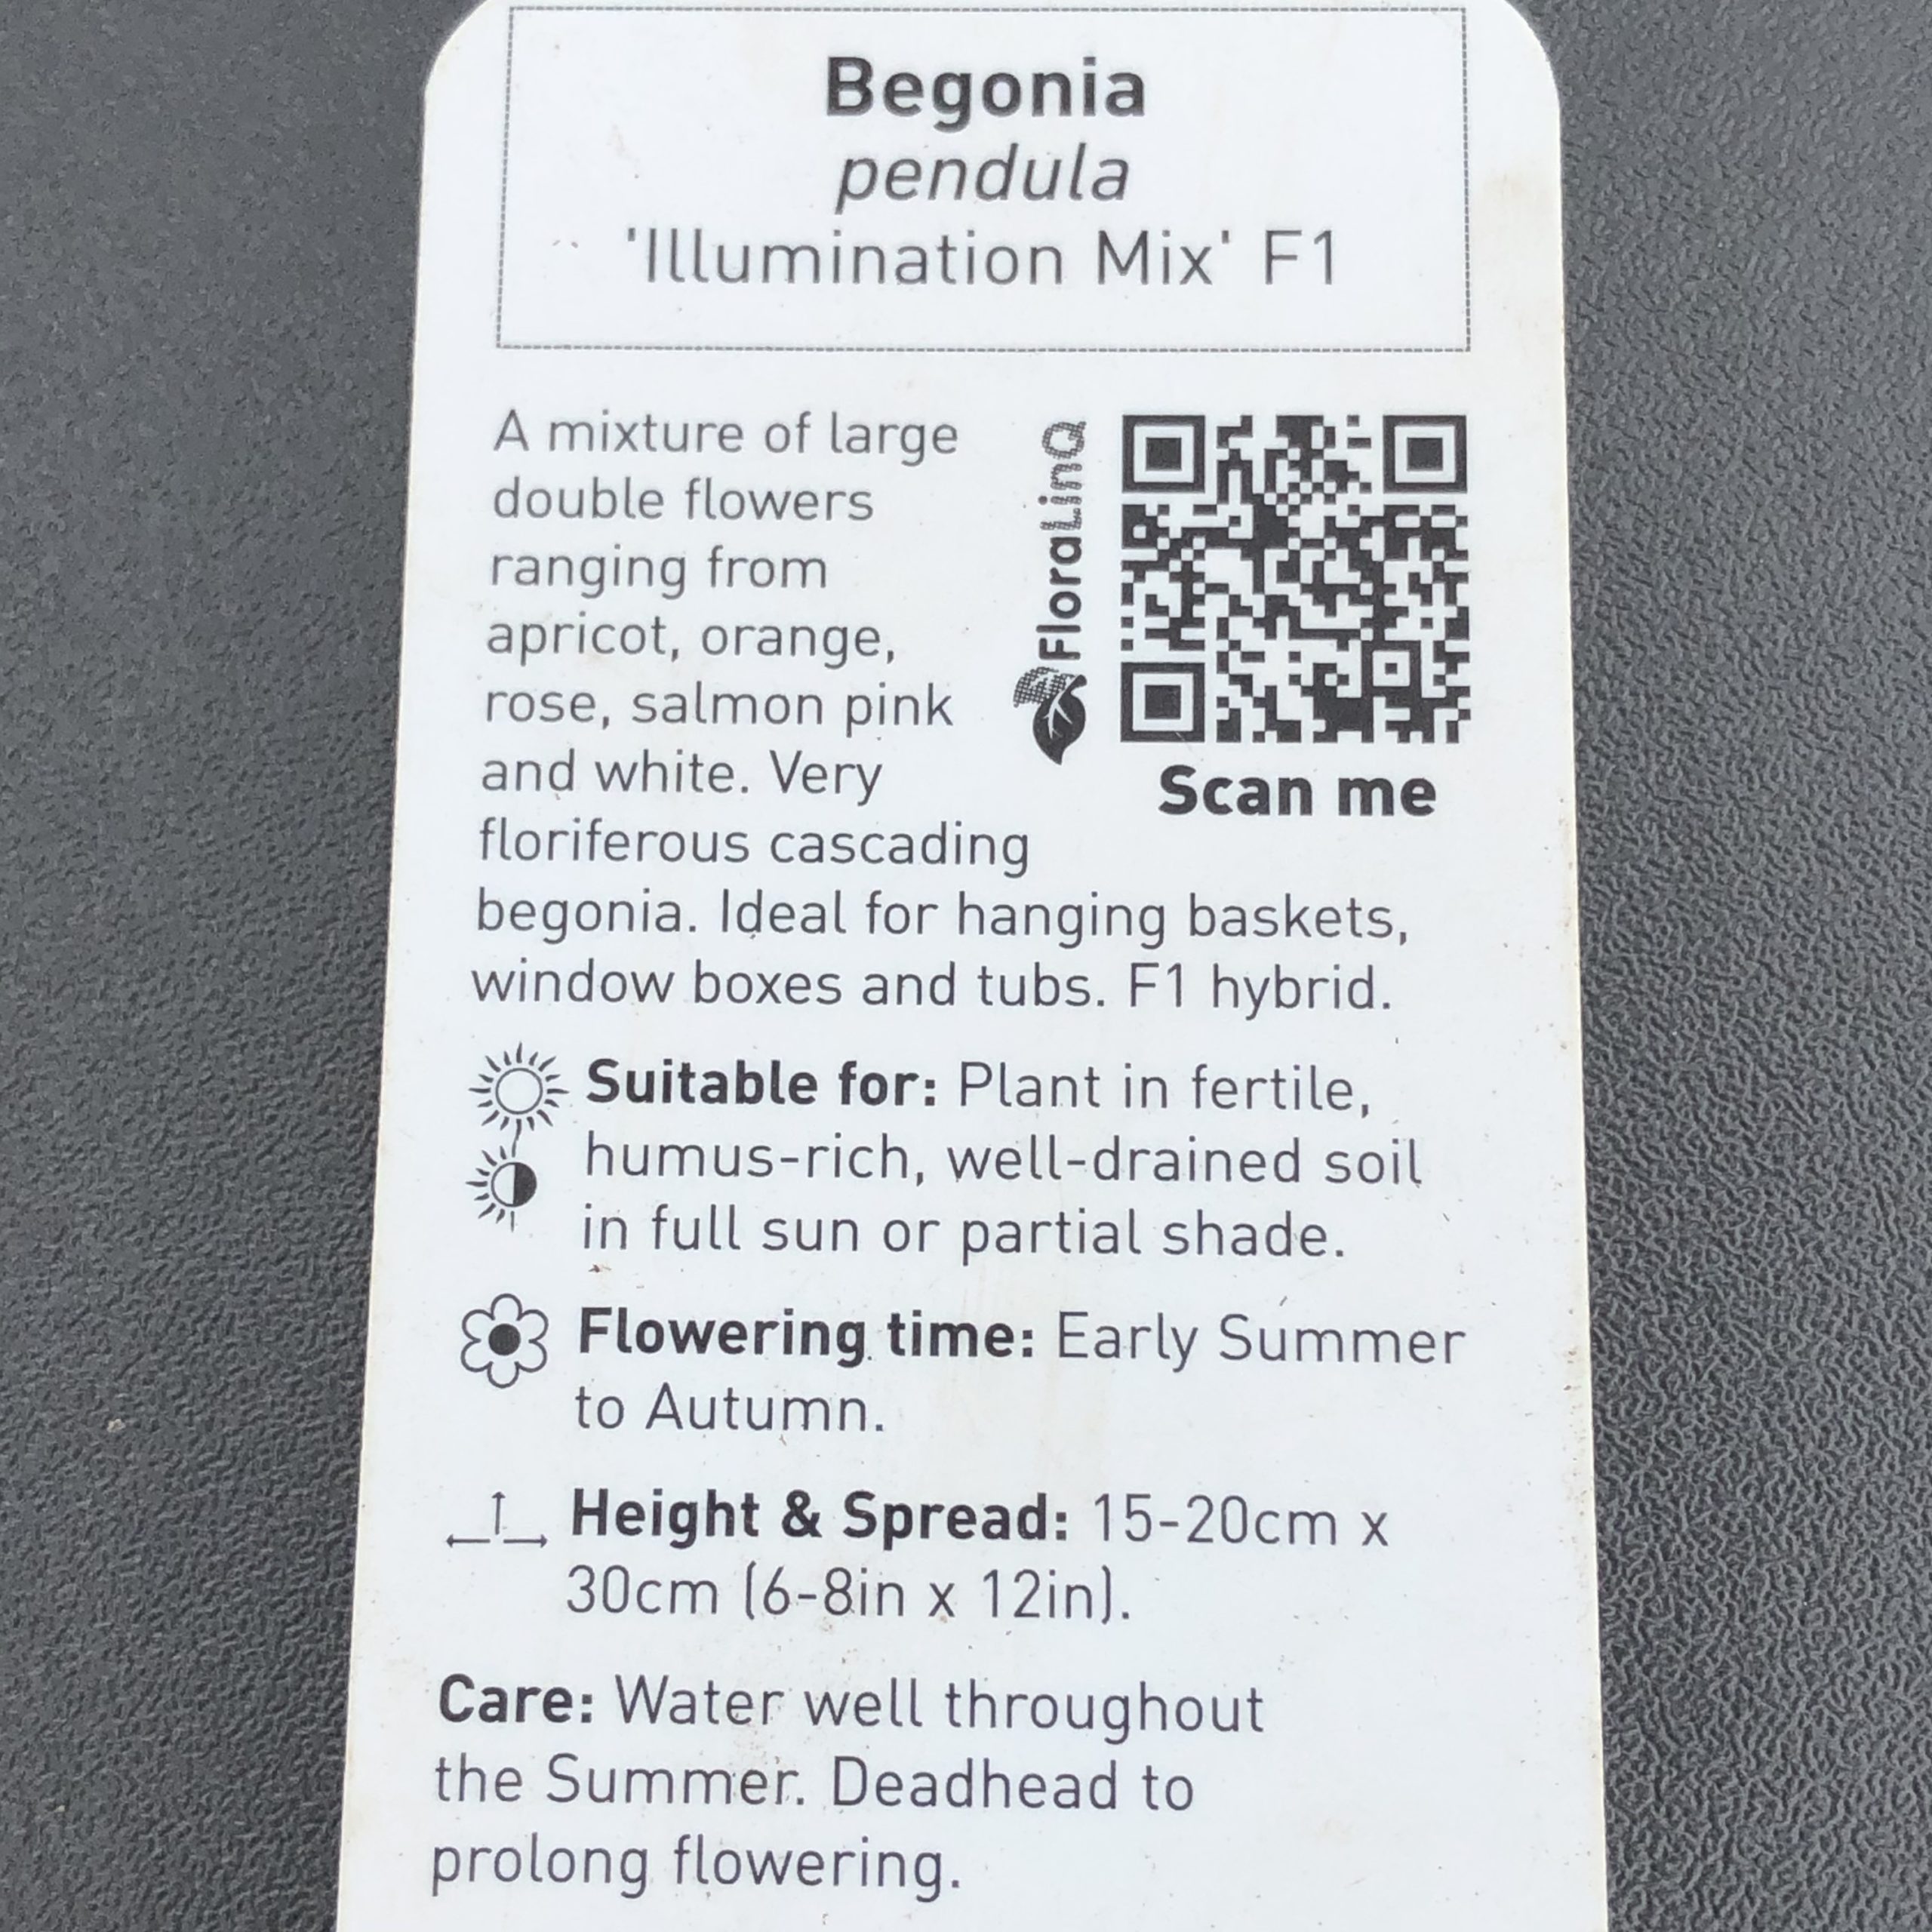 Begonia
pendula
'Illumination Mix' F1
A mixture of large
double flowers
ranging from
apricot, orange,
rose, salmon pink
and white. Very
floriferous cascading
begonia. Ideal for hanging baskets,
window boxes and tubs. F1 hybrid.
FloraLinQ
Scan me
Suitable for: Plant in fertile,
humus-rich, well-drained soil
in full sun or partial shade.
Flowering time: Early Summer
to Autumn.
Height & Spread: 15-20cm x
30cm (6-8in x 12in).
Care: Water well throughout
the Summer. Deadhead to
prolong flowering.